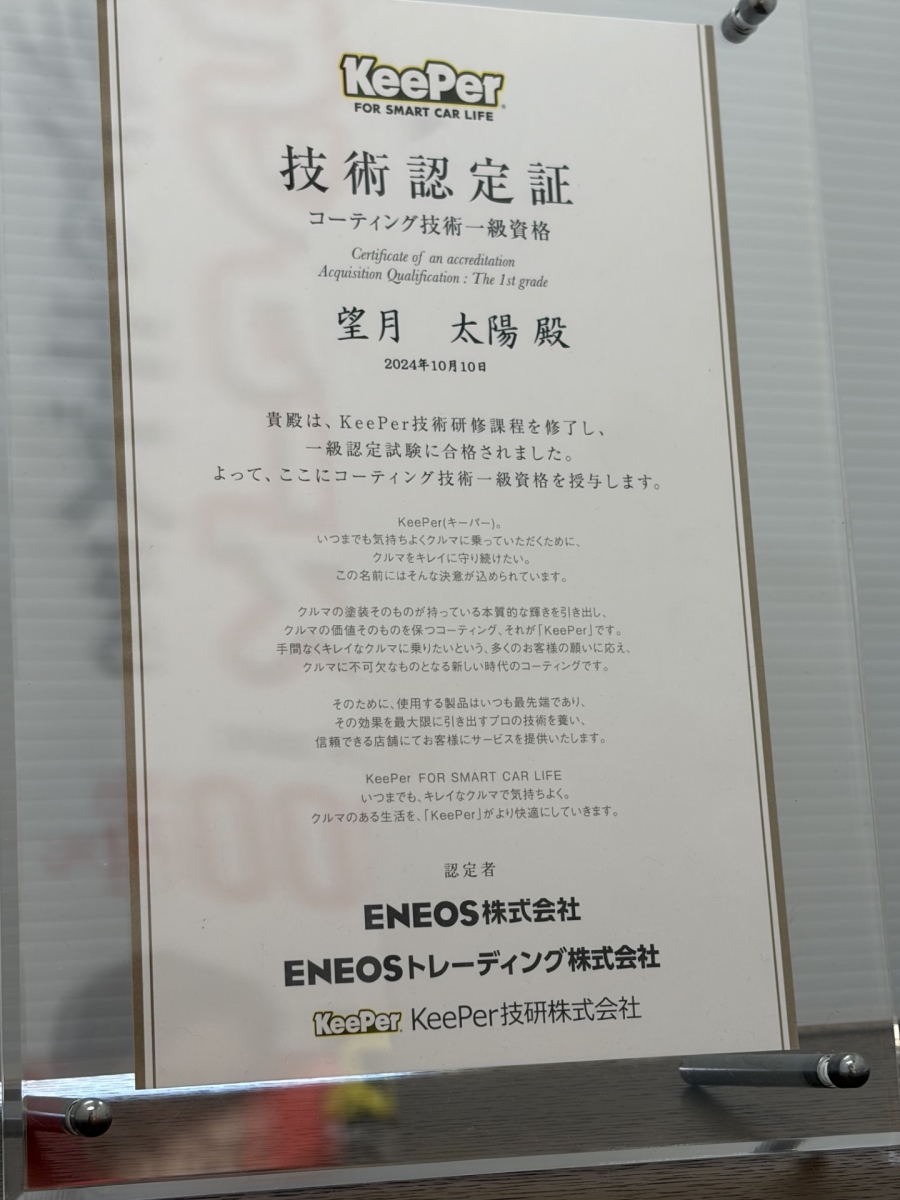 KeePer
FOR SMART CAR LIFE
技術認定証
コーティング技術一級資格
Certificate of an accreditation
Acquisition Qualification : The 1st grade
望月 太陽 殿
2024年10月10日
貴殿は、KeePer技術研修課程を修了し、
一級認定試験に合格されました。
よって、ここにコーティング技術一級資格を授与します。
KeePer(キーパー)。
いつまでも気持ちよくクルマに乗っていただくために、
クルマをキレイに守り続けたい。
この名前にはそんな決意が込められています。
クルマの塗装そのものが持っている本質的な輝きを引き出し、
クルマの価値そのものを保つコーティング、それが「KeePer」です。
手間なくキレイなクルマに乗りたいという、多くのお客様の願いに応え、
クルマに不可欠なものとなる新しい時代のコーティングです。
そのために、使用する製品はいつも最先端であり、
その効果を最大限に引き出すプロの技術を養い、
信頼できる店舗にてお客様にサービスを提供いたします。
KeePer FOR SMART CAR LIFE
いつまでも、キレイなクルマで気持ちよく。
クルマのある生活を、「KeePer」がより快適にしていきます。
認定者
ENEOS株式会社
ENEOSトレーディング株式会社
KeePer KeePer技研株式会社